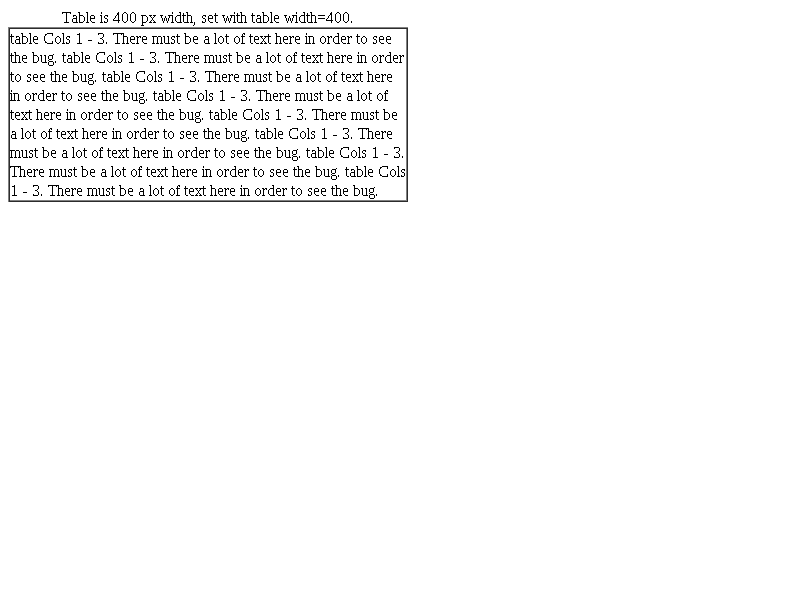 Table is 400 px width, set with table width=400.
table Cols 1 - 3. There must be a lot of text here in order to see
the bug. table Cols 1 - 3. There must be a lot of text here in order
to see the bug. table Cols 1 - 3. There must be a lot of text here
in order to see the bug. table Cols 1 - 3. There must be a lot of
text here in order to see the bug. table Cols 1 - 3. There must be
a lot of text here in order to see the bug. table Cols 1 - 3. There
must be a lot of text here in order to see the bug. table Cols 1 - 3.
There must be a lot of text here in order to see the bug. table Cols
1 - 3. There must be a lot of text here in order to see the bug.